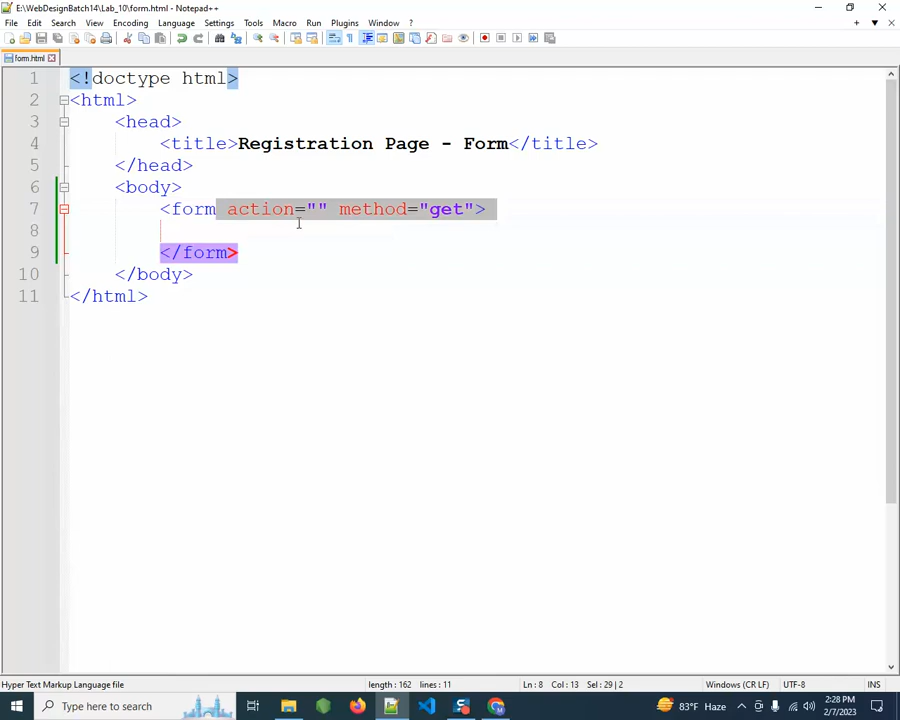 E:\WebDesignBatch14\Lab_10\form.html - Notepad++
File Edit Search View Encoding Language Settings Tools Macro Run Plugins Window ?
form.html
1 <!doctype html>
2 <html>
3 <head>
4 <title>Registration Page - Form</title>
5 </head>
6 <body>
7 <form action="" method="get">
8
9 </form>
10 </body>
11 </html>
Hyper Text Markup Language file length : 162 lines : 11 Ln : 8 Col : 13 Sel : 29 | 2 Windows (CR LF) UTF-8 INS
Type here to search 83°F Haze 2:28 PM
2/7/2023